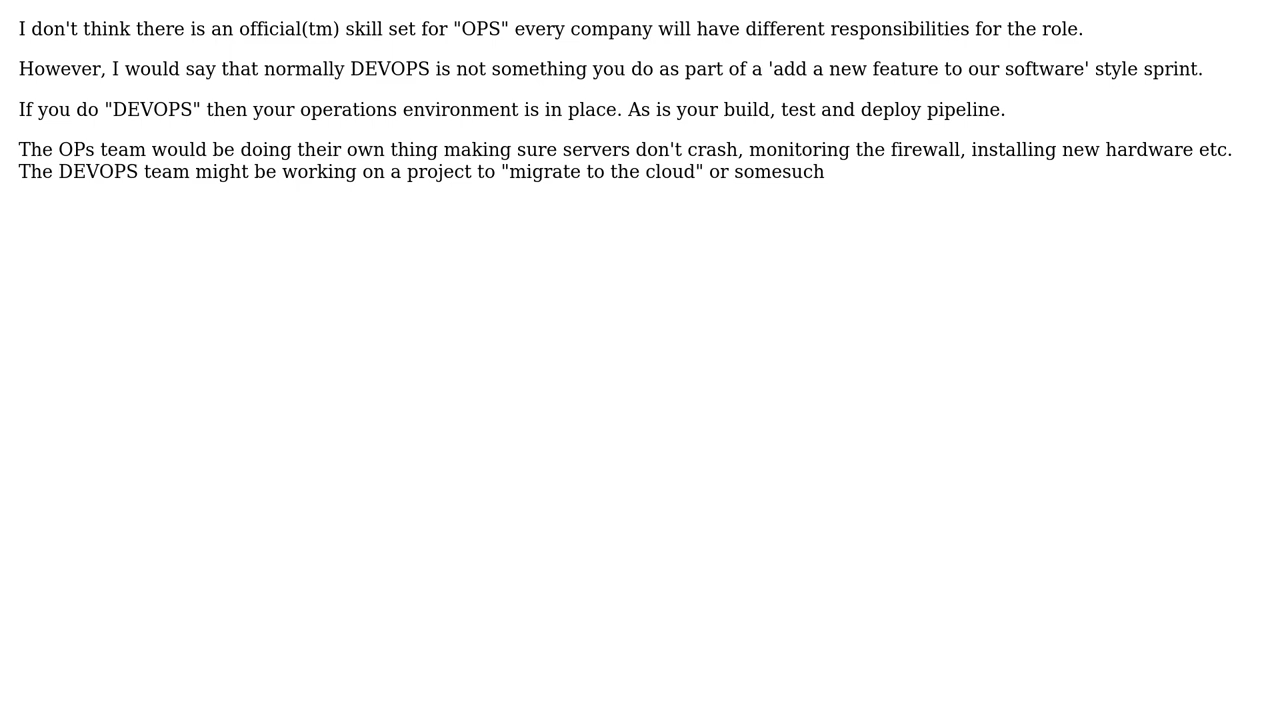 I don't think there is an official(tm) skill set for "OPS" every company will have different responsibilities for the role.
However, I would say that normally DEVOPS is not something you do as part of a 'add a new feature to our software' style sprint.
If you do "DEVOPS" then your operations environment is in place. As is your build, test and deploy pipeline.
The OPs team would be doing their own thing making sure servers don't crash, monitoring the firewall, installing new hardware etc.
The DEVOPS team might be working on a project to "migrate to the cloud" or somesuch